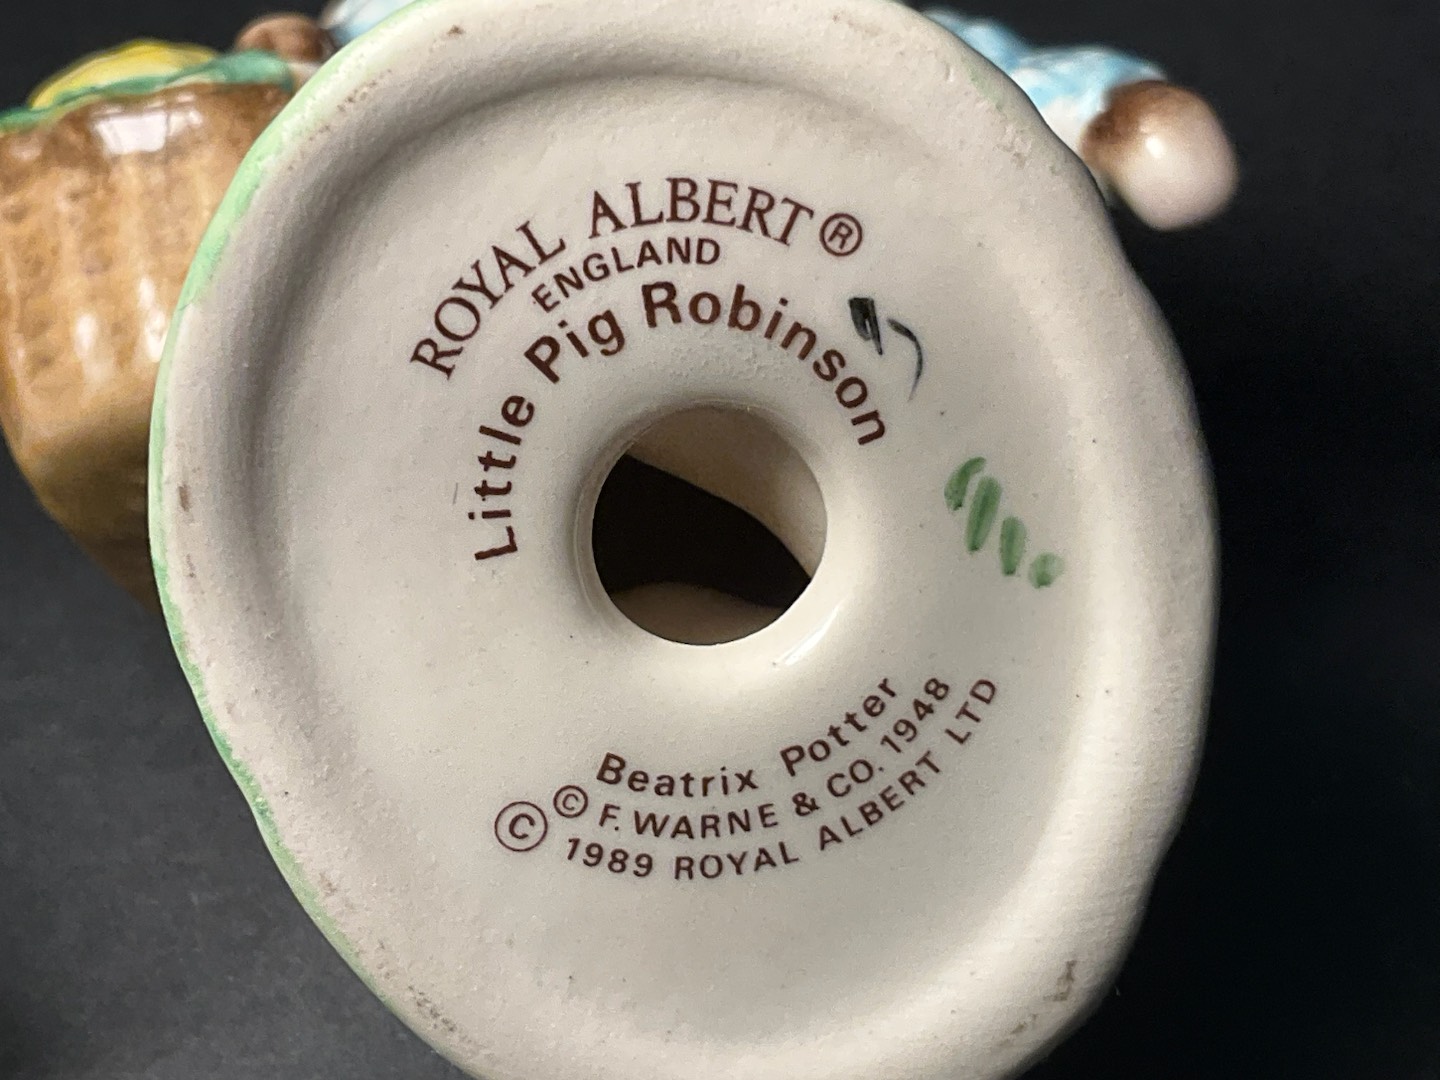 ROYAL ALBERT®
ENGLAND
Little Pig Robinson
Beatrix Potter
© F. WARNE & CO. 1948
© 1989 ROYAL ALBERT LTD